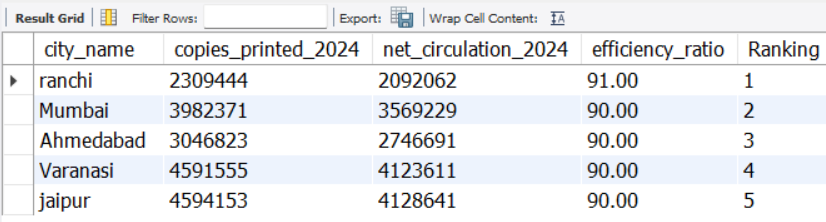 Result Grid Filter Rows: Export: Wrap Cell Content: IA
city_name copies_printed_2024 net_circulation_2024 efficiency_ratio Ranking
ranchi 2309444 2092062 91.00 1
Mumbai 3982371 3569229 90.00 2
Ahmedabad 3046823 2746691 90.00 3
Varanasi 4591555 4123611 90.00 4
jaipur 4594153 4128641 90.00 5